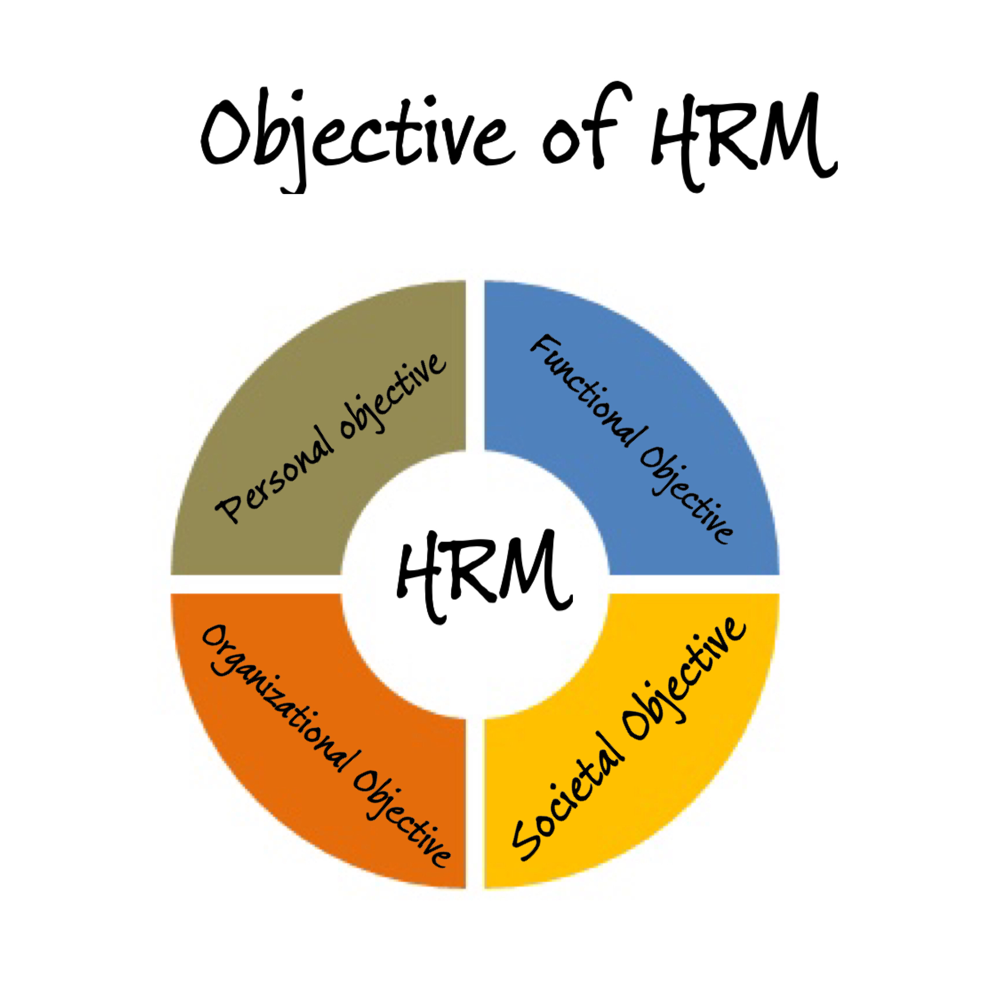 Objective of HRM
Personal objective
Functional Objective
HRM
Organizational Objective
Societal Objective